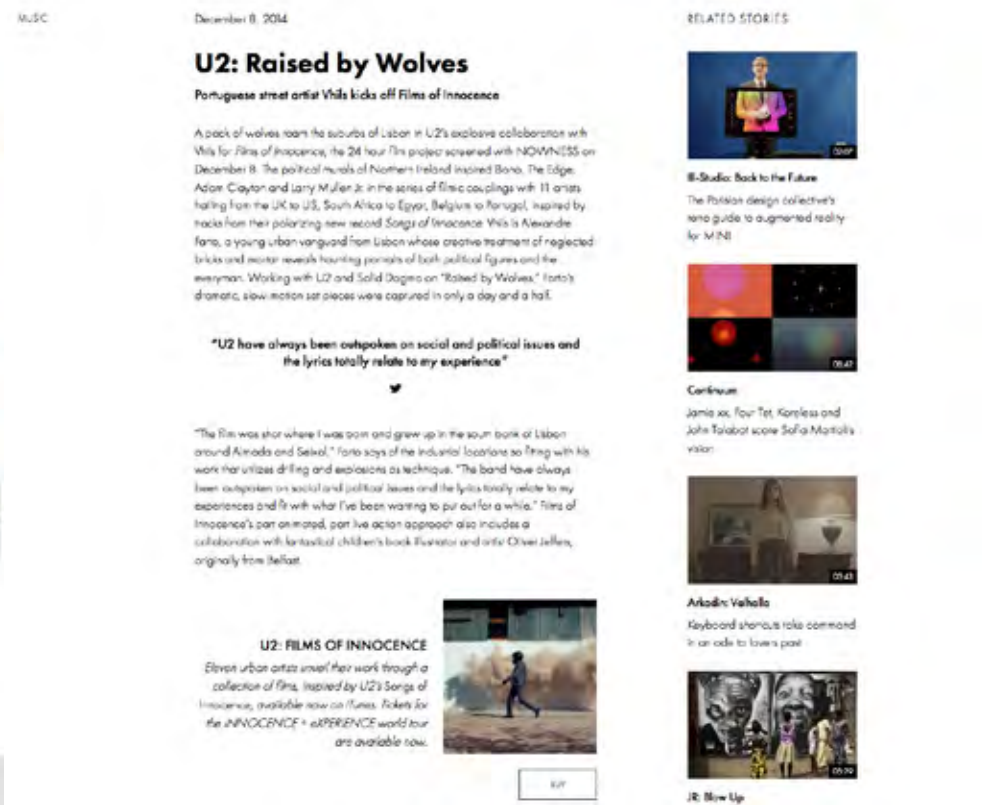 MUSIC
December 8, 2014
U2: Raised by Wolves
Portuguese street artist Vhils kicks off Films of Innocence
A pack of wolves roam the suburbs of Lisbon in U2's explosive collaboration with
Vhils for Films of Innocence, the 24 hour film project screened with NOWNESS on
December 8. The political murals of Northern Ireland inspired Bono, The Edge,
Adam Clayton and Larry Mullen Jr. in the series of filmic couplings with 11 artists
hailing from the UK to US, South Africa to Egypt, Belgium to Portugal, inspired by
tracks from their polarizing new record Songs of Innocence. Vhils is Alexandre
Farto, a young urban vanguard from Lisbon whose creative treatment of neglected
bricks and mortar reveals haunting portraits of both political figures and the
everyman. Working with U2 and Solid Dogma on "Raised by Wolves," Farto's
dramatic, slow motion set pieces were captured in only a day and a half.
"U2 have always been outspoken on social and political issues and
the lyrics totally relate to my experience"
"The film was shot where I was born and grew up in the south bank of Lisbon
around Almada and Seixal," Farto says of the industrial locations so fitting with his
work that utilizes drilling and explosions as technique. "The band have always
been outspoken on social and political issues and the lyrics totally relate to my
experiences and fit with what I've been wanting to put out for a while." Films of
Innocence's part animated, part live action approach also includes a
collaboration with fantastical children's book illustrator and artist Oliver Jeffers,
originally from Belfast.
U2: FILMS OF INNOCENCE
Eleven urban artists unveil their work through a
collection of films, inspired by U2's Songs of
Innocence, available now on iTunes. Tickets for
the iNNOCENCE + eXPERIENCE world tour
are available now.
BUY
RELATED STORIES
Ill-Studio: Back to the Future
The Parisian design collective's
retro guide to augmented reality
for MINI
03:47
Continuum
Jamie xx, Four Tet, Koreless and
John Talabot score Sofia Mattioli's
vision
03:43
Arkadin: Valhalla
Keyboard shortcuts take command
in an ode to lovers past
03:29
JR: Blow Up